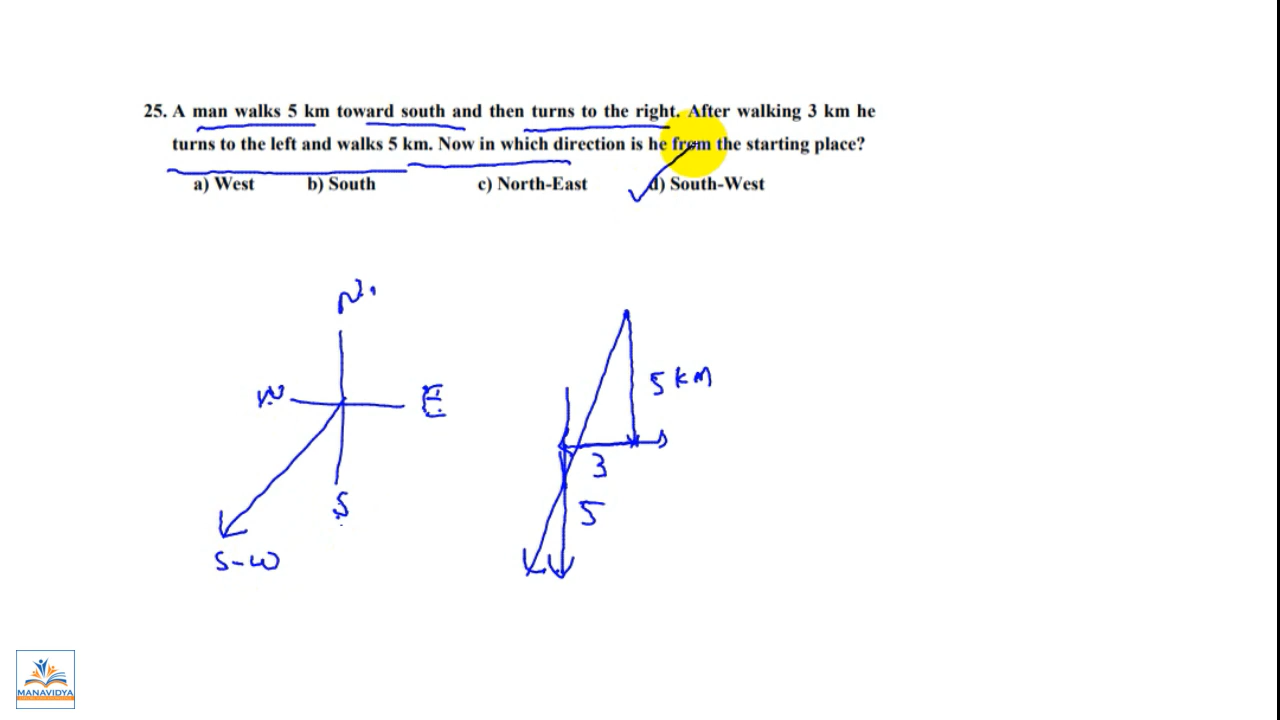 25. A man walks 5 km toward south and then turns to the right. After walking 3 km he
turns to the left and walks 5 km. Now in which direction is he from the starting place?
a) West b) South c) North-East d) South-West
N
W E
S
S-W
5 KM
3
5
MANAVIDYA